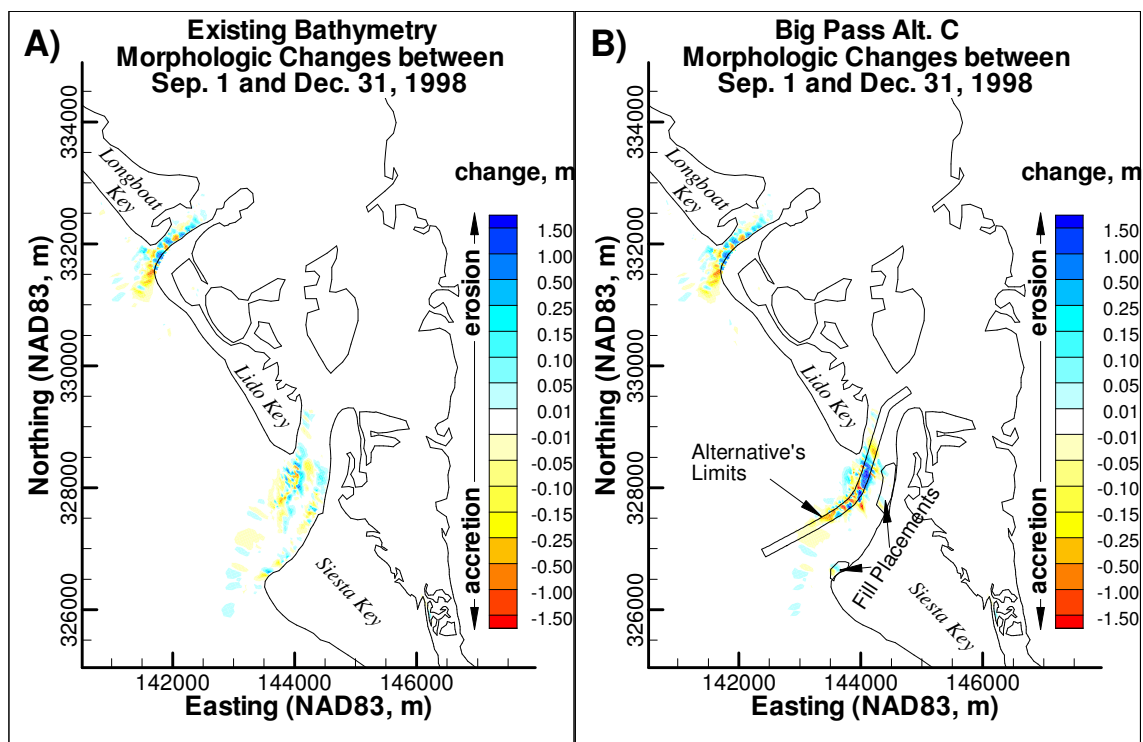 A)
Existing Bathymetry
Morphologic Changes between
Sep. 1 and Dec. 31, 1998
Northing (NAD83, m)
334000
332000
330000
328000
326000
Longboat
Key
Lido Key
Siesta Key
change, m
erosion
accretion
1.50
1.00
0.50
0.25
0.10
0.05
0.01
-0.01
-0.05
-0.10
-0.15
-0.25
-0.50
-1.00
-1.50
142000 144000 146000
Easting (NAD83, m)
B)
Big Pass Alt. C
Morphologic Changes between
Sep. 1 and Dec. 31, 1998
Northing (NAD83, m)
334000
332000
330000
328000
326000
Longboat
Key
Lido Key
Alternative's
Limits
Fill Placements
Siesta Key
change, m
erosion
accretion
1.50
1.00
0.50
0.25
0.10
0.05
0.01
-0.01
-0.05
-0.10
-0.15
-0.25
-0.50
-1.00
-1.50
142000 144000 146000
Easting (NAD83, m)